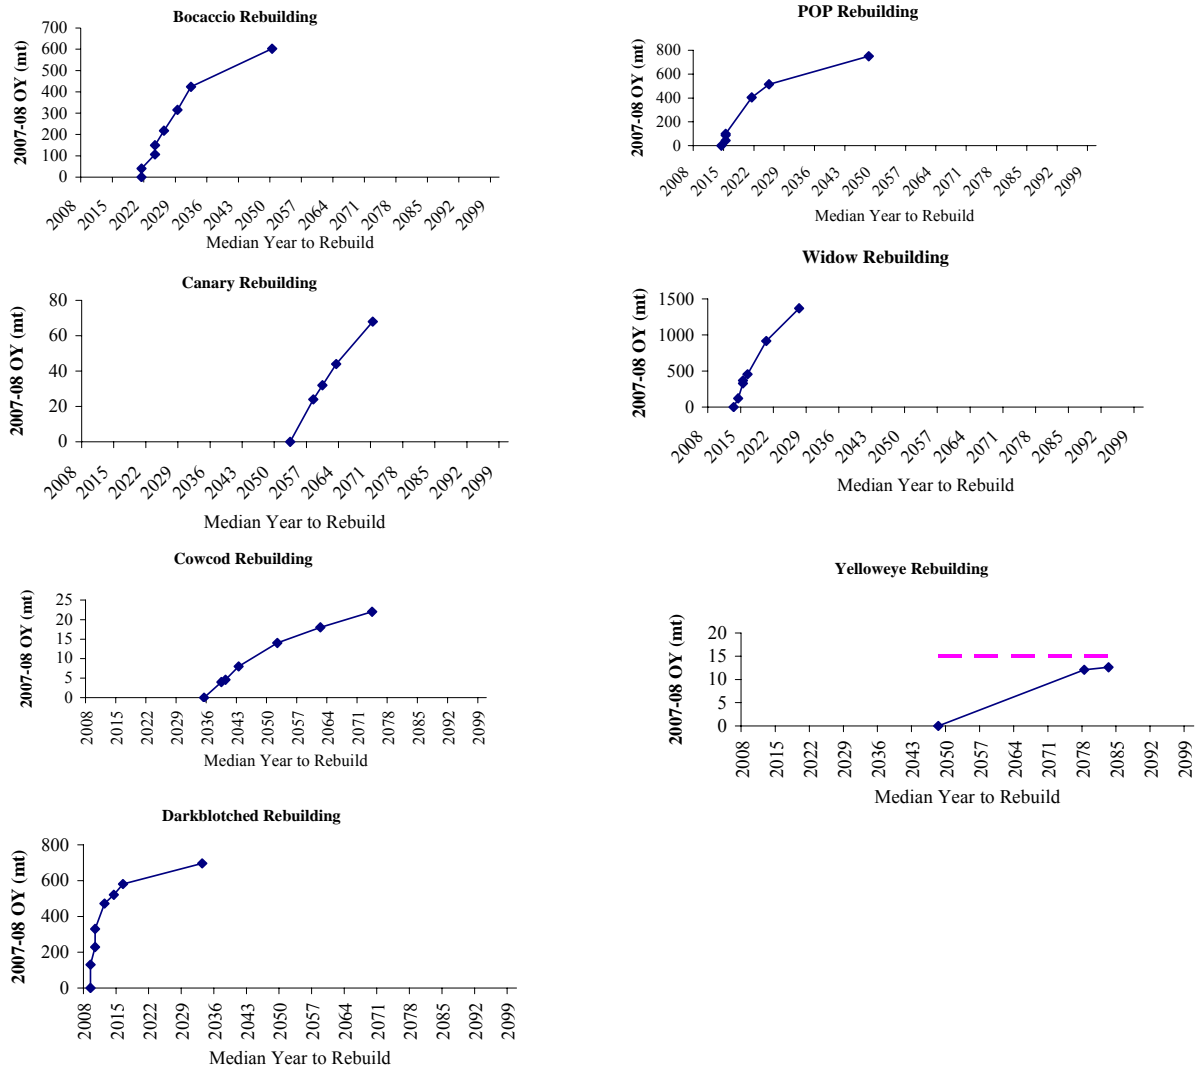 Bocaccio Rebuilding
2007-08 OY (mt)
700
600
500
400
300
200
100
0
2008 2015 2022 2029 2036 2043 2050 2057 2064 2071 2078 2085 2092 2099
Median Year to Rebuild
POP Rebuilding
2007-08 OY (mt)
800
600
400
200
0
2008 2015 2022 2029 2036 2043 2050 2057 2064 2071 2078 2085 2092 2099
Median Year to Rebuild
Canary Rebuilding
2007-08 OY (mt)
80
60
40
20
0
2008 2015 2022 2029 2036 2043 2050 2057 2064 2071 2078 2085 2092 2099
Median Year to Rebuild
Widow Rebuilding
2007-08 OY (mt)
1500
1000
500
0
2008 2015 2022 2029 2036 2043 2050 2057 2064 2071 2078 2085 2092 2099
Median Year to Rebuild
Cowcod Rebuilding
2007-08 OY (mt)
25
20
15
10
5
0
2008 2015 2022 2029 2036 2043 2050 2057 2064 2071 2078 2085 2092 2099
Median Year to Rebuild
Yelloweye Rebuilding
2007-08 OY (mt)
20
15
10
5
0
2008 2015 2022 2029 2036 2043 2050 2057 2064 2071 2078 2085 2092 2099
Median Year to Rebuild
Darkblotched Rebuilding
2007-08 OY (mt)
800
600
400
200
0
2008 2015 2022 2029 2036 2043 2050 2057 2064 2071 2078 2085 2092 2099
Median Year to Rebuild